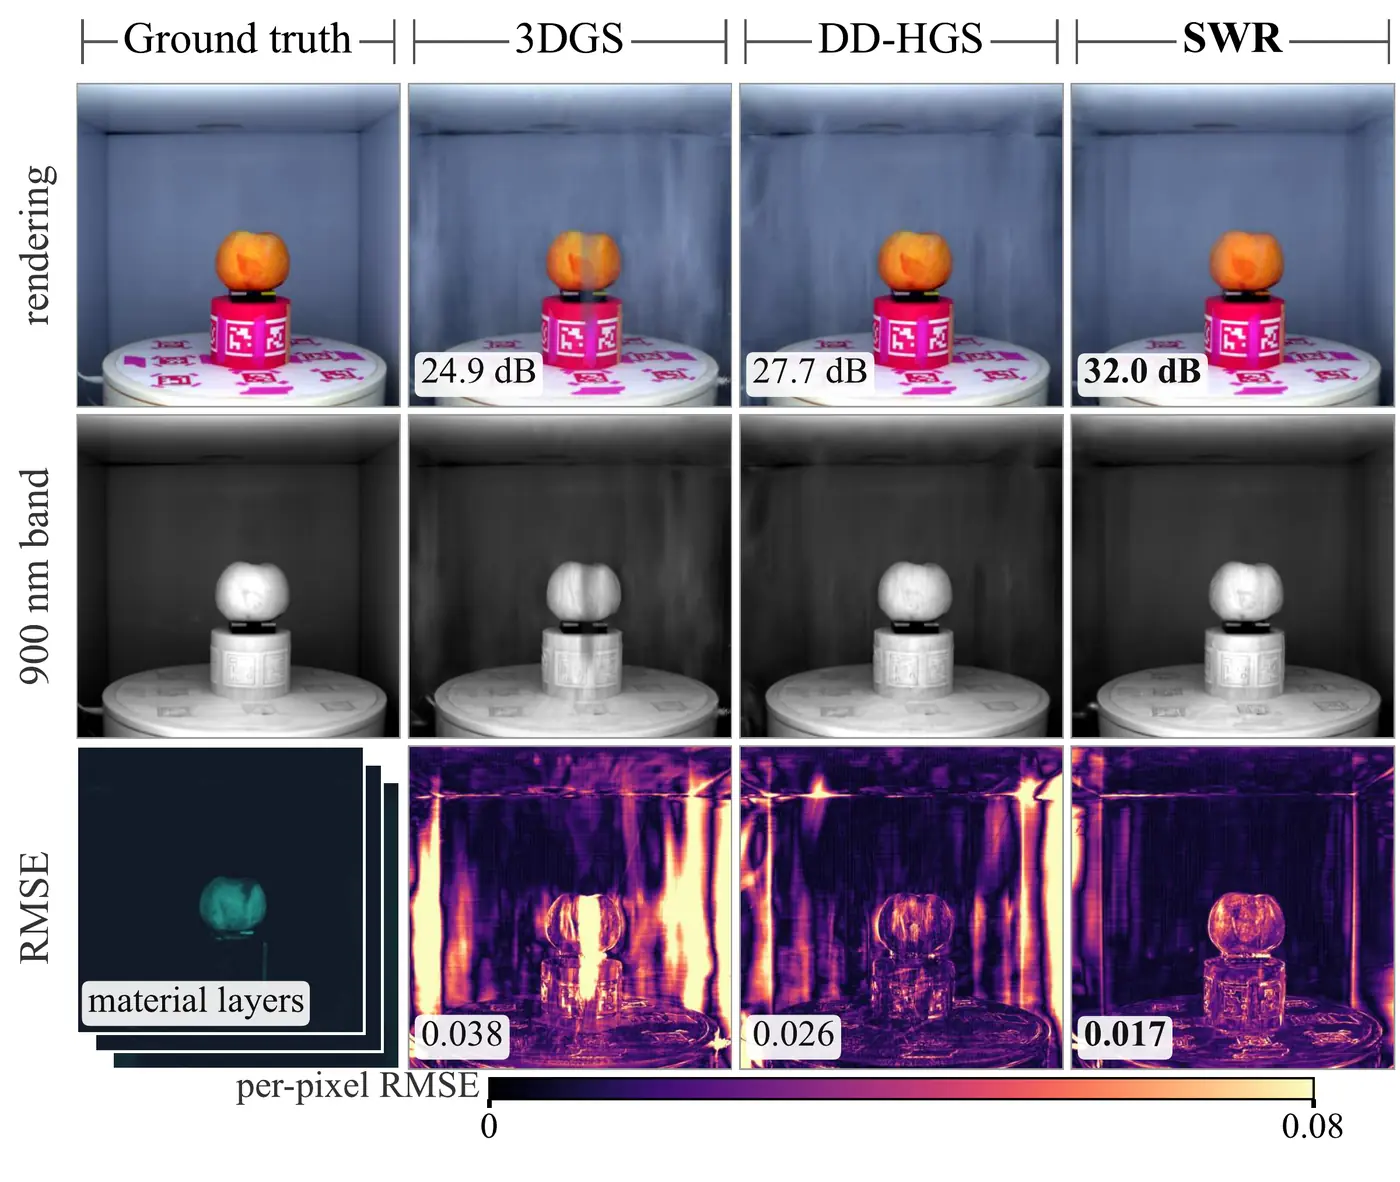 Ground truth
3DGS
DD-HGS
SWR
rendering
24.9 dB
27.7 dB
32.0 dB
900 nm band
RMSE
material layers
0.038
0.026
0.017
per-pixel RMSE
0
0.08